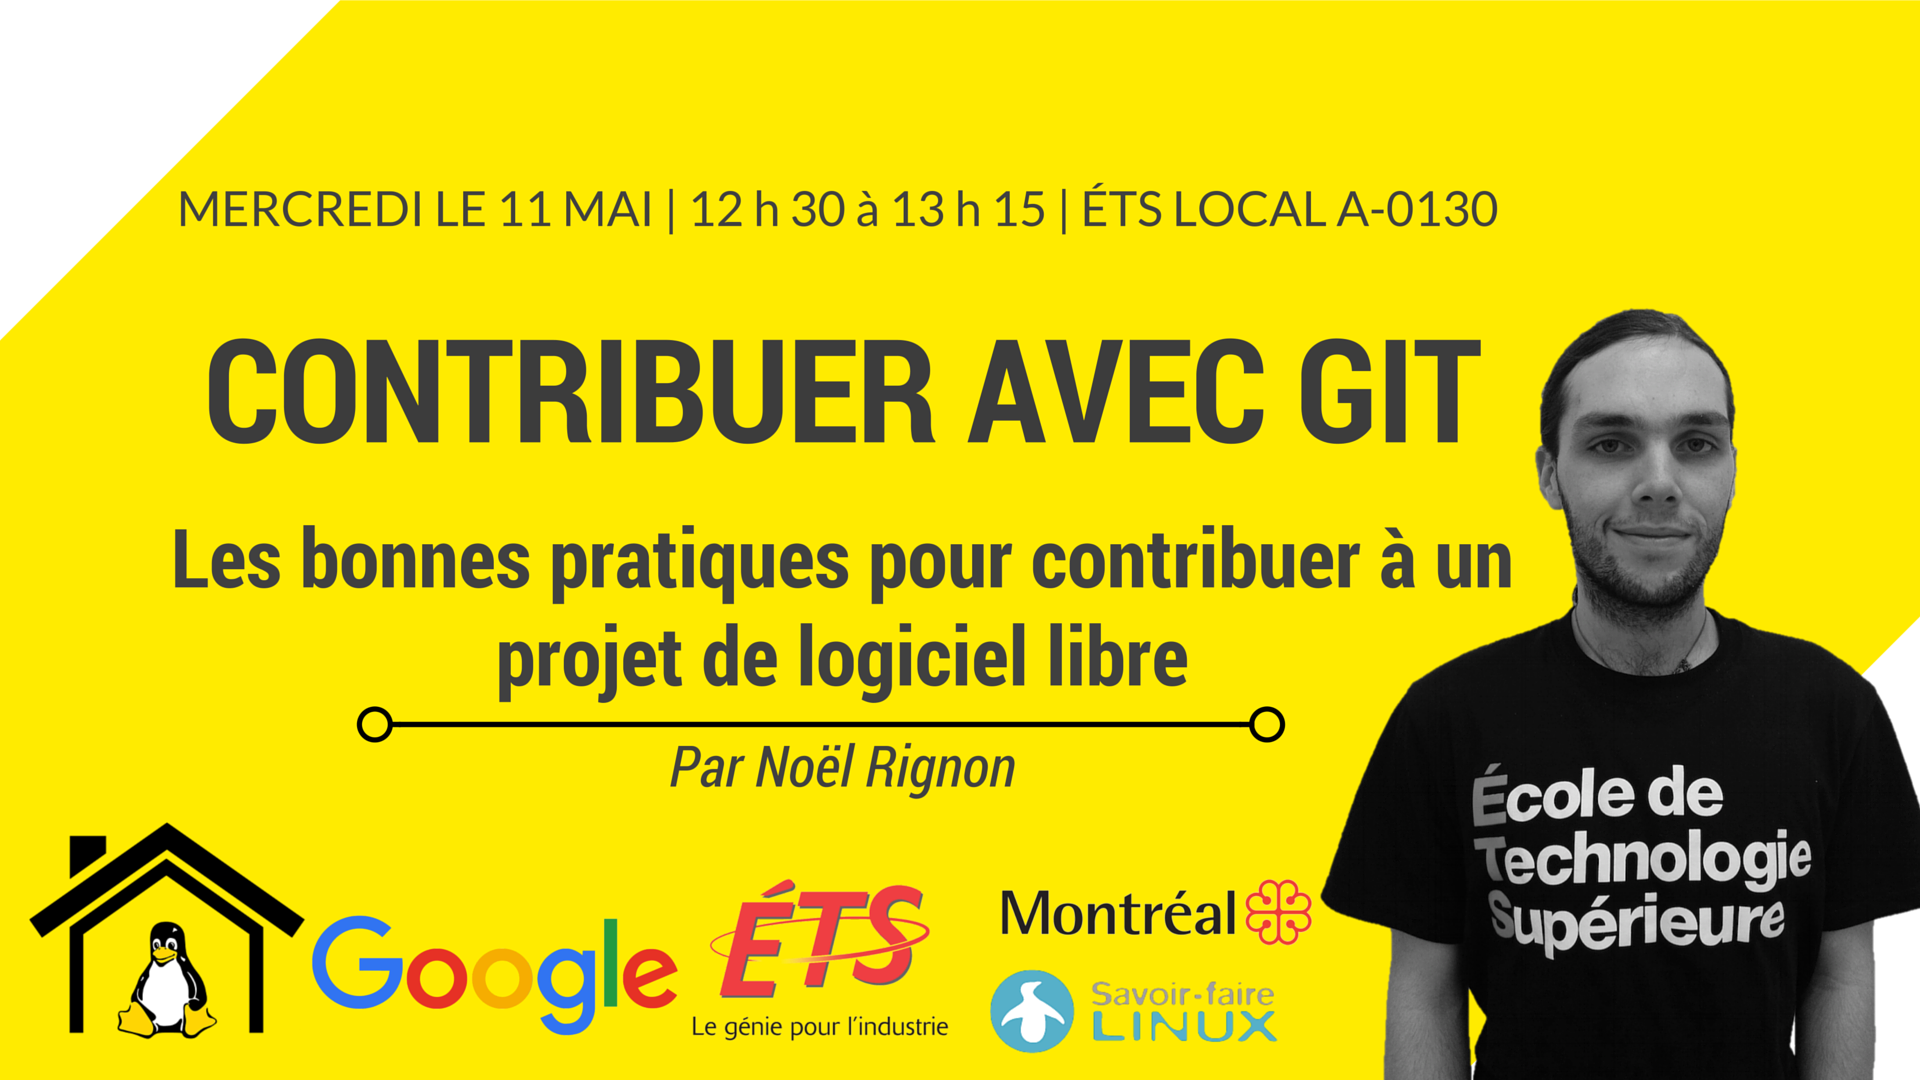 MERCREDI LE 11 MAI | 12 h 30 à 13 h 15 | ÉTS LOCAL A-0130
CONTRIBUER AVEC GIT
Les bonnes pratiques pour contribuer à un
projet de logiciel libre
Par Noël Rignon
École de
Technologie
Supérieure
Google
ÉTS
Le génie pour l'industrie
Montréal
Savoir-faire
LINUX